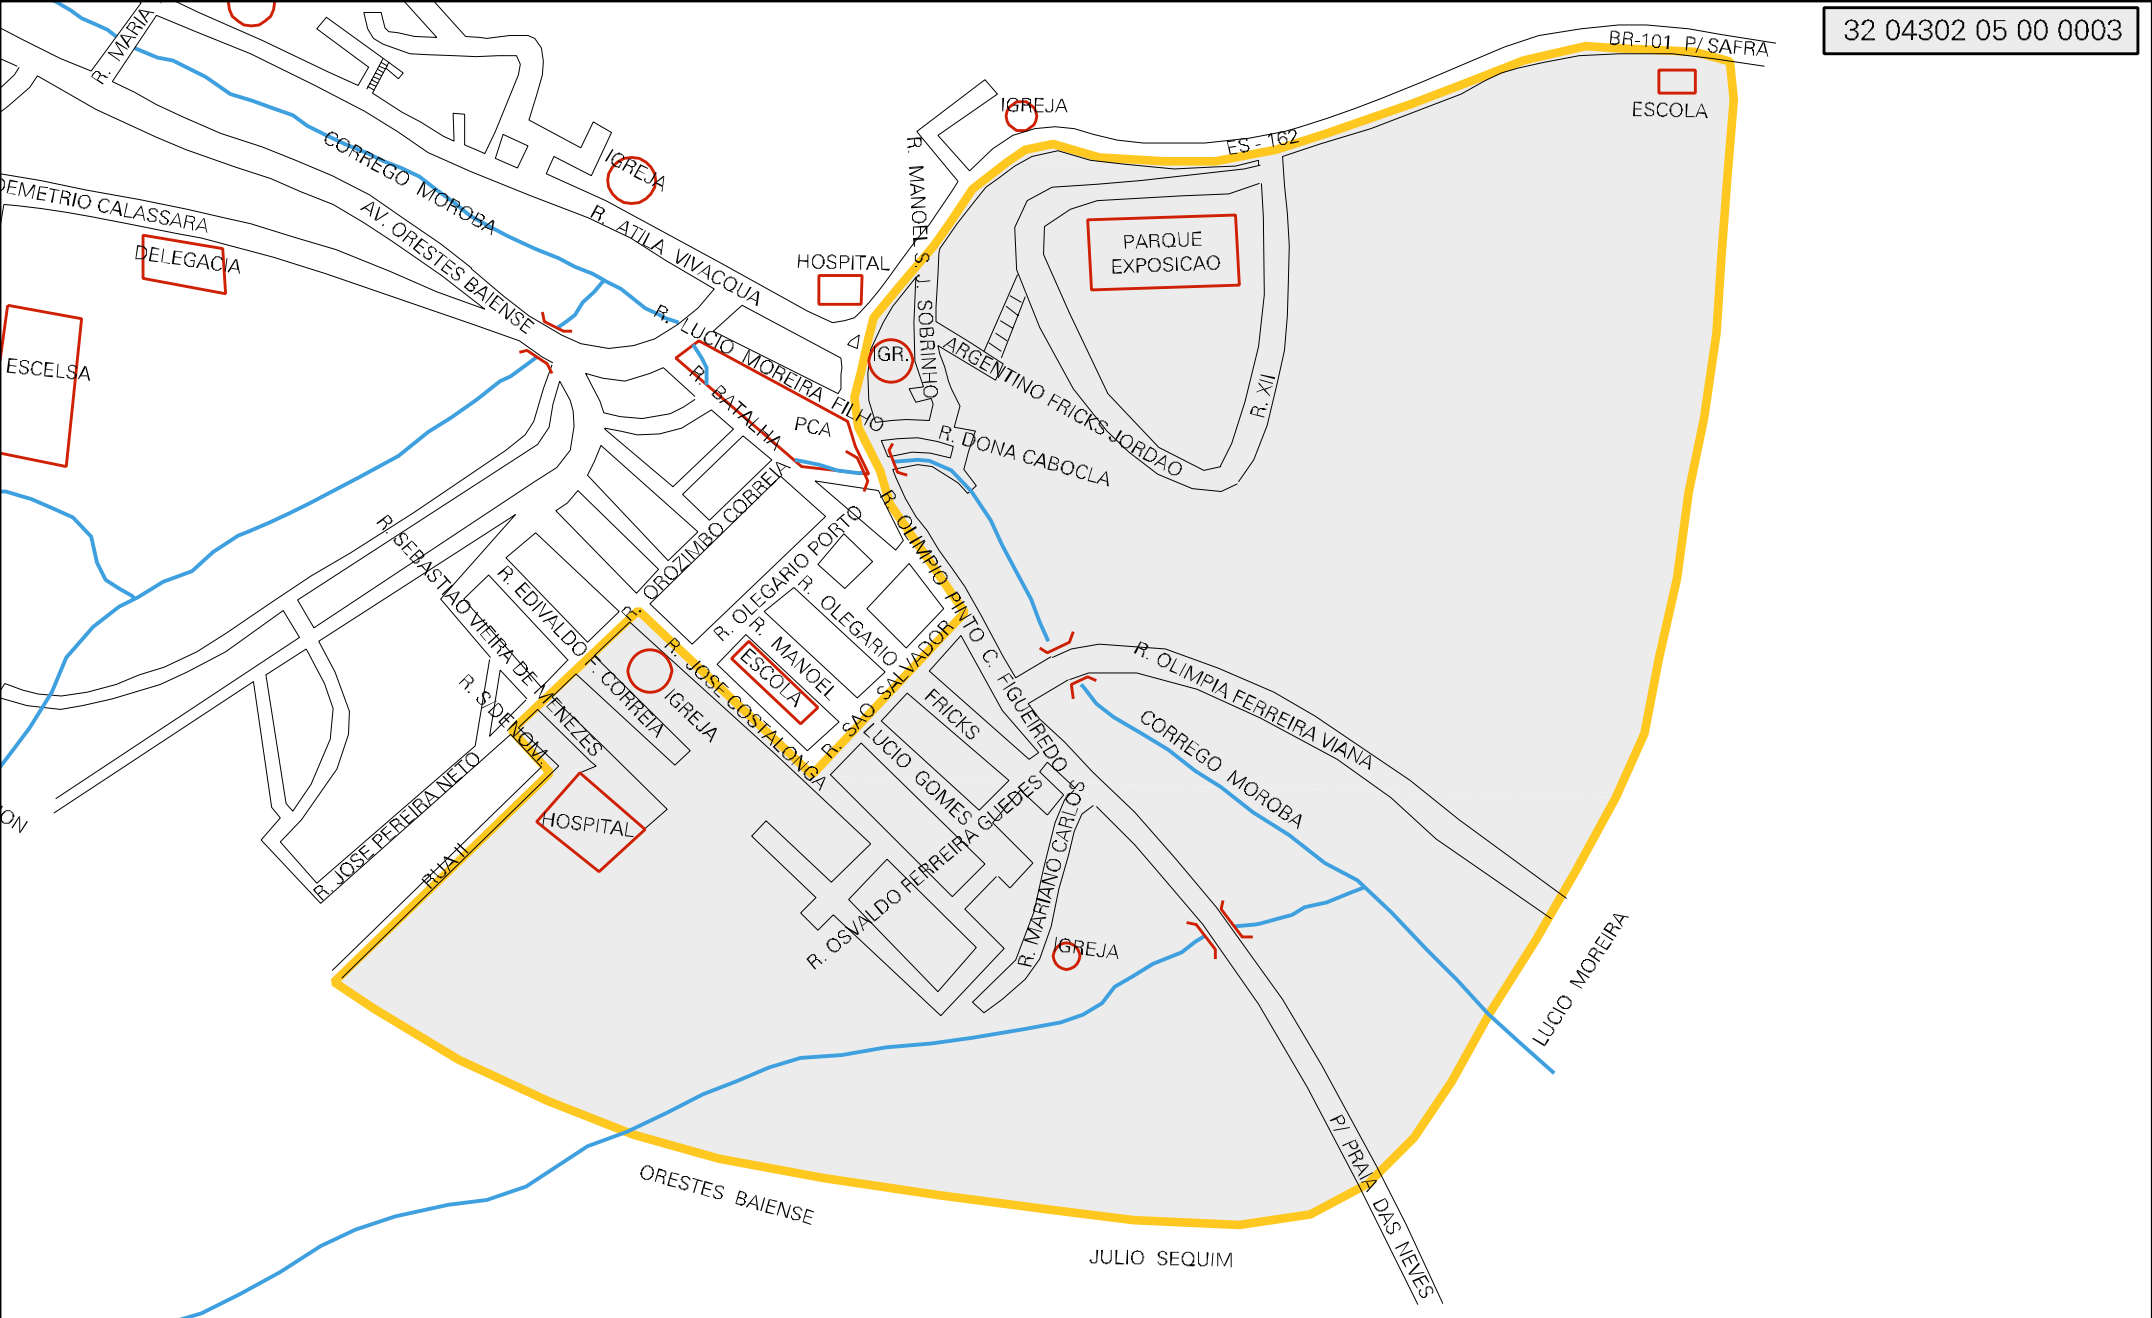 32 04302 05 00 0003
BR-101 P/ SAFRA
ESCOLA
R. MARIA
IGREJA
ES - 162
CORREGO MOROBA
IGREJA
R. MANOEL S. J. SOBRINHO
DEMETRIO CALASSARA
AV. ORESTES BAIENSE
R. ATILA VIVACQUA
DELEGACIA
HOSPITAL
PARQUE
EXPOSICAO
R. LUCIO MOREIRA FILHO
ESCELSA
IGR.
ARGENTINO FRICKS JORDAO
R. XII
R. BATALHA
PCA
R. DONA CABOCLA
R. OROZIMBO CORREIA
R. SEBASTIAO VIEIRA DE MENEZES
R. OLEGARIO PORTO
R. OLIMPIO PINTO C. FIGUEIREDO S
R. EDIVALDO F. CORREIA
R. OLEGARIO
R. MANOEL
ESCOLA
R. JOSE COSTALONGA
IGREJA
R. SAO SALVADOR
R. OLIMPIA FERREIRA VIANA
R. S/DENOM.
FRICKS
LUCIO GOMES
CORREGO MOROBA
R. JOSE PEREIRA NETO
RUA II
HOSPITAL
R. OSVALDO FERREIRA GUEDES
R. MARIANO CARLOS
ON
IGREJA
LUCIO MOREIRA
P/ PRAIA DAS NEVES
ORESTES BAIENSE
JULIO SEQUIM